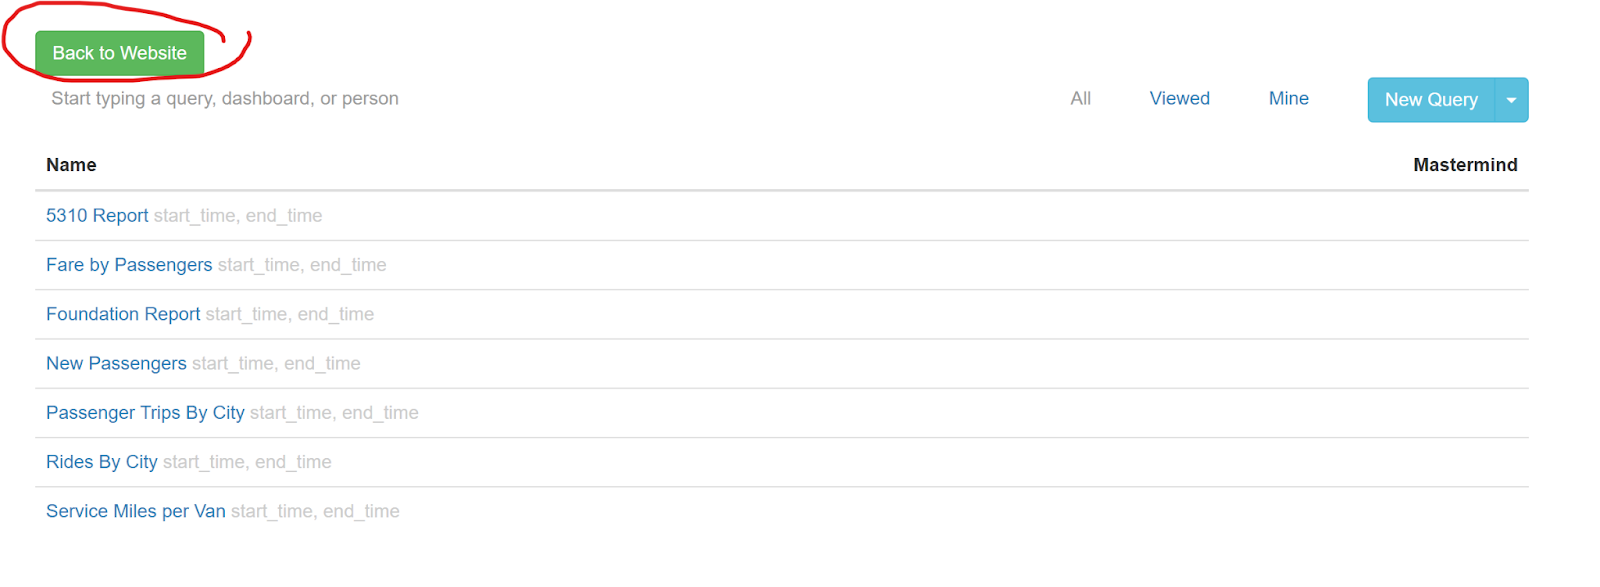 Back to Website
Start typing a query, dashboard, or person All Viewed Mine New Query
Name Mastermind
5310 Report start_time, end_time
Fare by Passengers start_time, end_time
Foundation Report start_time, end_time
New Passengers start_time, end_time
Passenger Trips By City start_time, end_time
Rides By City start_time, end_time
Service Miles per Van start_time, end_time